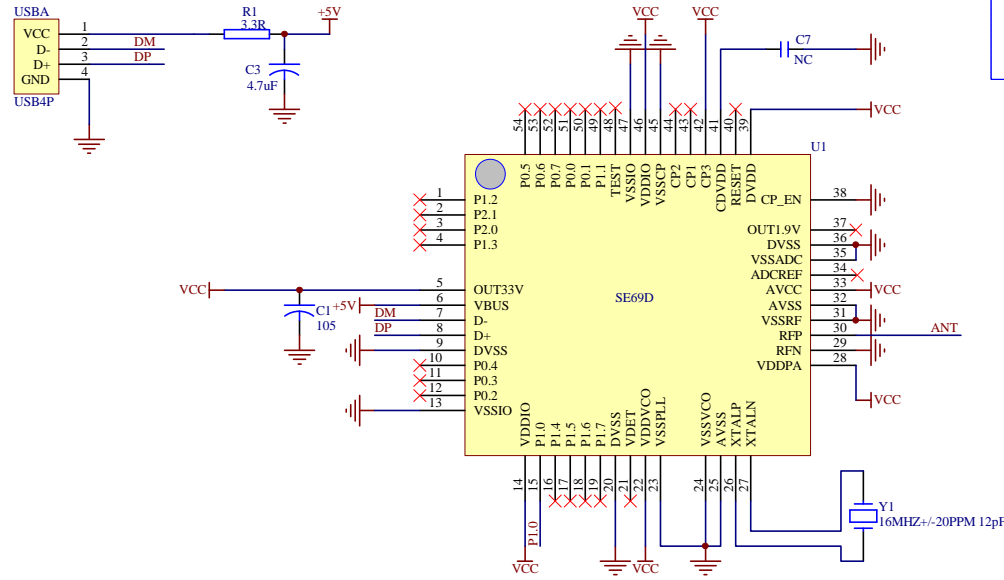 USBA
VCC 1
D- 2 DM
D+ 3 DP
GND 4
USB4P
R1
3.3R
+5V
C3
4.7uF
VCC VCC
C7
NC
VCC
U1
54 53 52 51 50 49 48 47 46 45 44 43 42 41 40 39
P0.5 P0.6 P0.7 P0.0 P0.1 P1.1 TEST VSSIO VDDIO VSSCP CP2 CP1 CP3 CDVDD RESET DVDD
1 P1.2
2 P2.1
3 P2.0
4 P1.3
VCC 5 OUT33V
+5V 6 VBUS
DM 7 D-
DP 8 D+
9 DVSS
10 P0.4
11 P0.3
12 P0.2
13 VSSIO
C1
105
SE69D
CP_EN 38
OUT1.9V 37
DVSS 36
VSSADC 35
ADCREF 34
AVCC 33 VCC
AVSS 32
VSSRF 31
RFP 30 ANT
RFN 29
VDDPA 28
VCC
VDDIO P1.0 P1.4 P1.5 P1.6 P1.7 DVSS VDET VDDVCO VSSPLL VSSVCO AVSS XTALP XTALN
14 15 16 17 18 19 20 21 22 23 24 25 26 27
P1.0
VCC VCC
Y1
16MHZ+/-20PPM 12pF